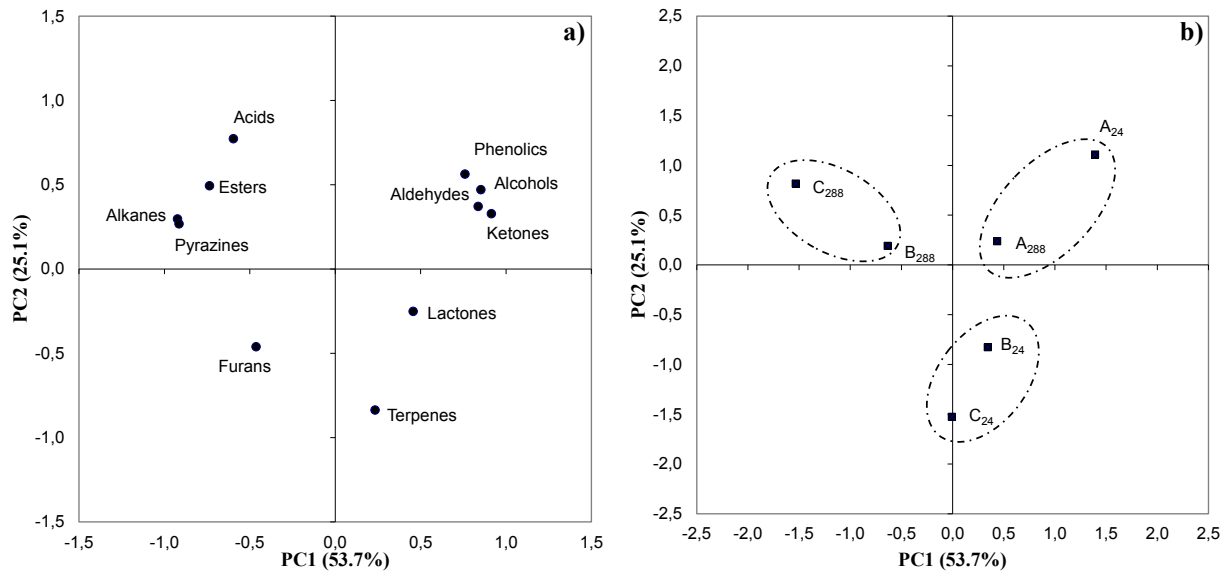 a)
1,5
1,0
0,5
0,0
-0,5
-1,0
-1,5
PC2 (25.1%)
Acids
Esters
Alkanes
Pyrazines
Phenolics
Aldehydes
Alcohols
Ketones
Lactones
Furans
Terpenes
-1,5 -1,0 -0,5 0,0 0,5 1,0 1,5
PC1 (53.7%)
b)
2,5
2,0
1,5
1,0
0,5
0,0
-0,5
-1,0
-1,5
-2,0
-2,5
PC2 (25.1%)
A24
C288
A288
B288
B24
C24
-2,5 -2,0 -1,5 -1,0 -0,5 0,0 0,5 1,0 1,5 2,0 2,5
PC1 (53.7%)